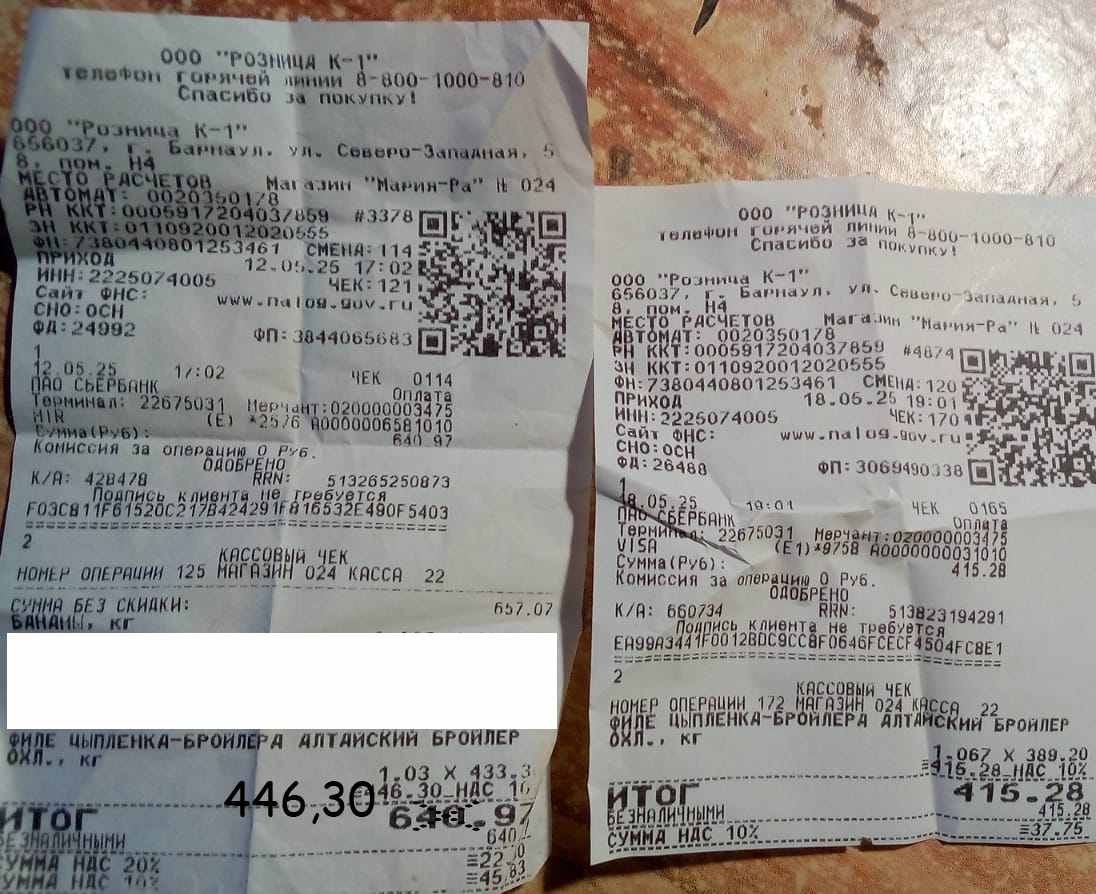 ООО "РОЗНИЦА К-1"
телефон горячей линии 8-800-1000-810
Спасибо за покупку!
ООО "Розница К-1"
656037, г. Барнаул, ул. Северо-Западная, 5
8, пом. Н4
МЕСТО РАСЧЕТОВ Магазин "Мария-Ра" № 024
АВТОМАТ: 0020350178
РН ККТ:0005917204037859 #3378
ЗН ККТ:0110920012020555
ФН:7380440801253461 СМЕНА:114
ПРИХОД 12.05.25 17:02
ИНН:2225074005 ЧЕК:121
Сайт ФНС: www.nalog.gov.ru
СНО:ОСН
ФД:24992 ФП:3844065683
1
12.05.25 17:02 ЧЕК 0114
ПАО СБЕРБАНК Оплата
Терминал: 22675031 Мерчант:020000003475
MIR (E) *2576 A0000006581010
Сумма(Руб): 640.97
Комиссия за операцию 0 Руб.
ОДОБРЕНО
К/А: 428478 RRN: 513265250873
Подпись клиента не требуется
F03C811F61520C217B424291F816532E490F5403
2
КАССОВЫЙ ЧЕК
НОМЕР ОПЕРАЦИИ 125 МАГАЗИН 024 КАССА 22
СУММА БЕЗ СКИДКИ: 657.07
БАНАНЫ, кг
ФИЛЕ ЦЫПЛЕНКА-БРОЙЛЕРА АЛТАЙСКИЙ БРОЙЛЕР
ОХЛ., кг
1.03 X 433.3
46.30_НДС 10
446,30
ИТОГ 640.97
БЕЗНАЛИЧНЫМИ 640
СУММА НДС 20%
СУММА НДС 10% ≡45.83
ООО "РОЗНИЦА К-1"
телефон горячей линии 8-800-1000-810
Спасибо за покупку!
ООО "Розница К-1"
656037, г. Барнаул, ул. Северо-Западная, 5
8, пом. Н4
МЕСТО РАСЧЕТОВ Магазин "Мария-Ра" № 024
АВТОМАТ: 0020350178
РН ККТ:0005917204037859 #4874
ЗН ККТ:0110920012020555
ФН:7380440801253461 СМЕНА:120
ПРИХОД 18.05.25 19:01
ИНН:2225074005 ЧЕК:170
Сайт ФНС: www.nalog.gov.ru
СНО:ОСН
ФД:26488 ФП:3069490338
1
18.05.25 19:01 ЧЕК 0165
ПАО СБЕРБАНК Оплата
Терминал: 22675031 Мерчант:020000003475
VISA (E1)*9758 A0000000031010
Сумма(Руб): 415.28
Комиссия за операцию 0 Руб.
ОДОБРЕНО
К/А: 660734 RRN: 513823194291
Подпись клиента не требуется
EA99A3441F0012BDC9CC8F0646FCECF4504FC8E1
2
КАССОВЫЙ ЧЕК
НОМЕР ОПЕРАЦИИ 172 МАГАЗИН 024 КАССА 22
ФИЛЕ ЦЫПЛЕНКА-БРОЙЛЕРА АЛТАЙСКИЙ БРОЙЛЕР
ОХЛ., кг
1.067 X 389.20
≡415.28_НДС 10%
ИТОГ 415.28
БЕЗНАЛИЧНЫМИ 415.28
СУММА НДС 10% ≡37.75